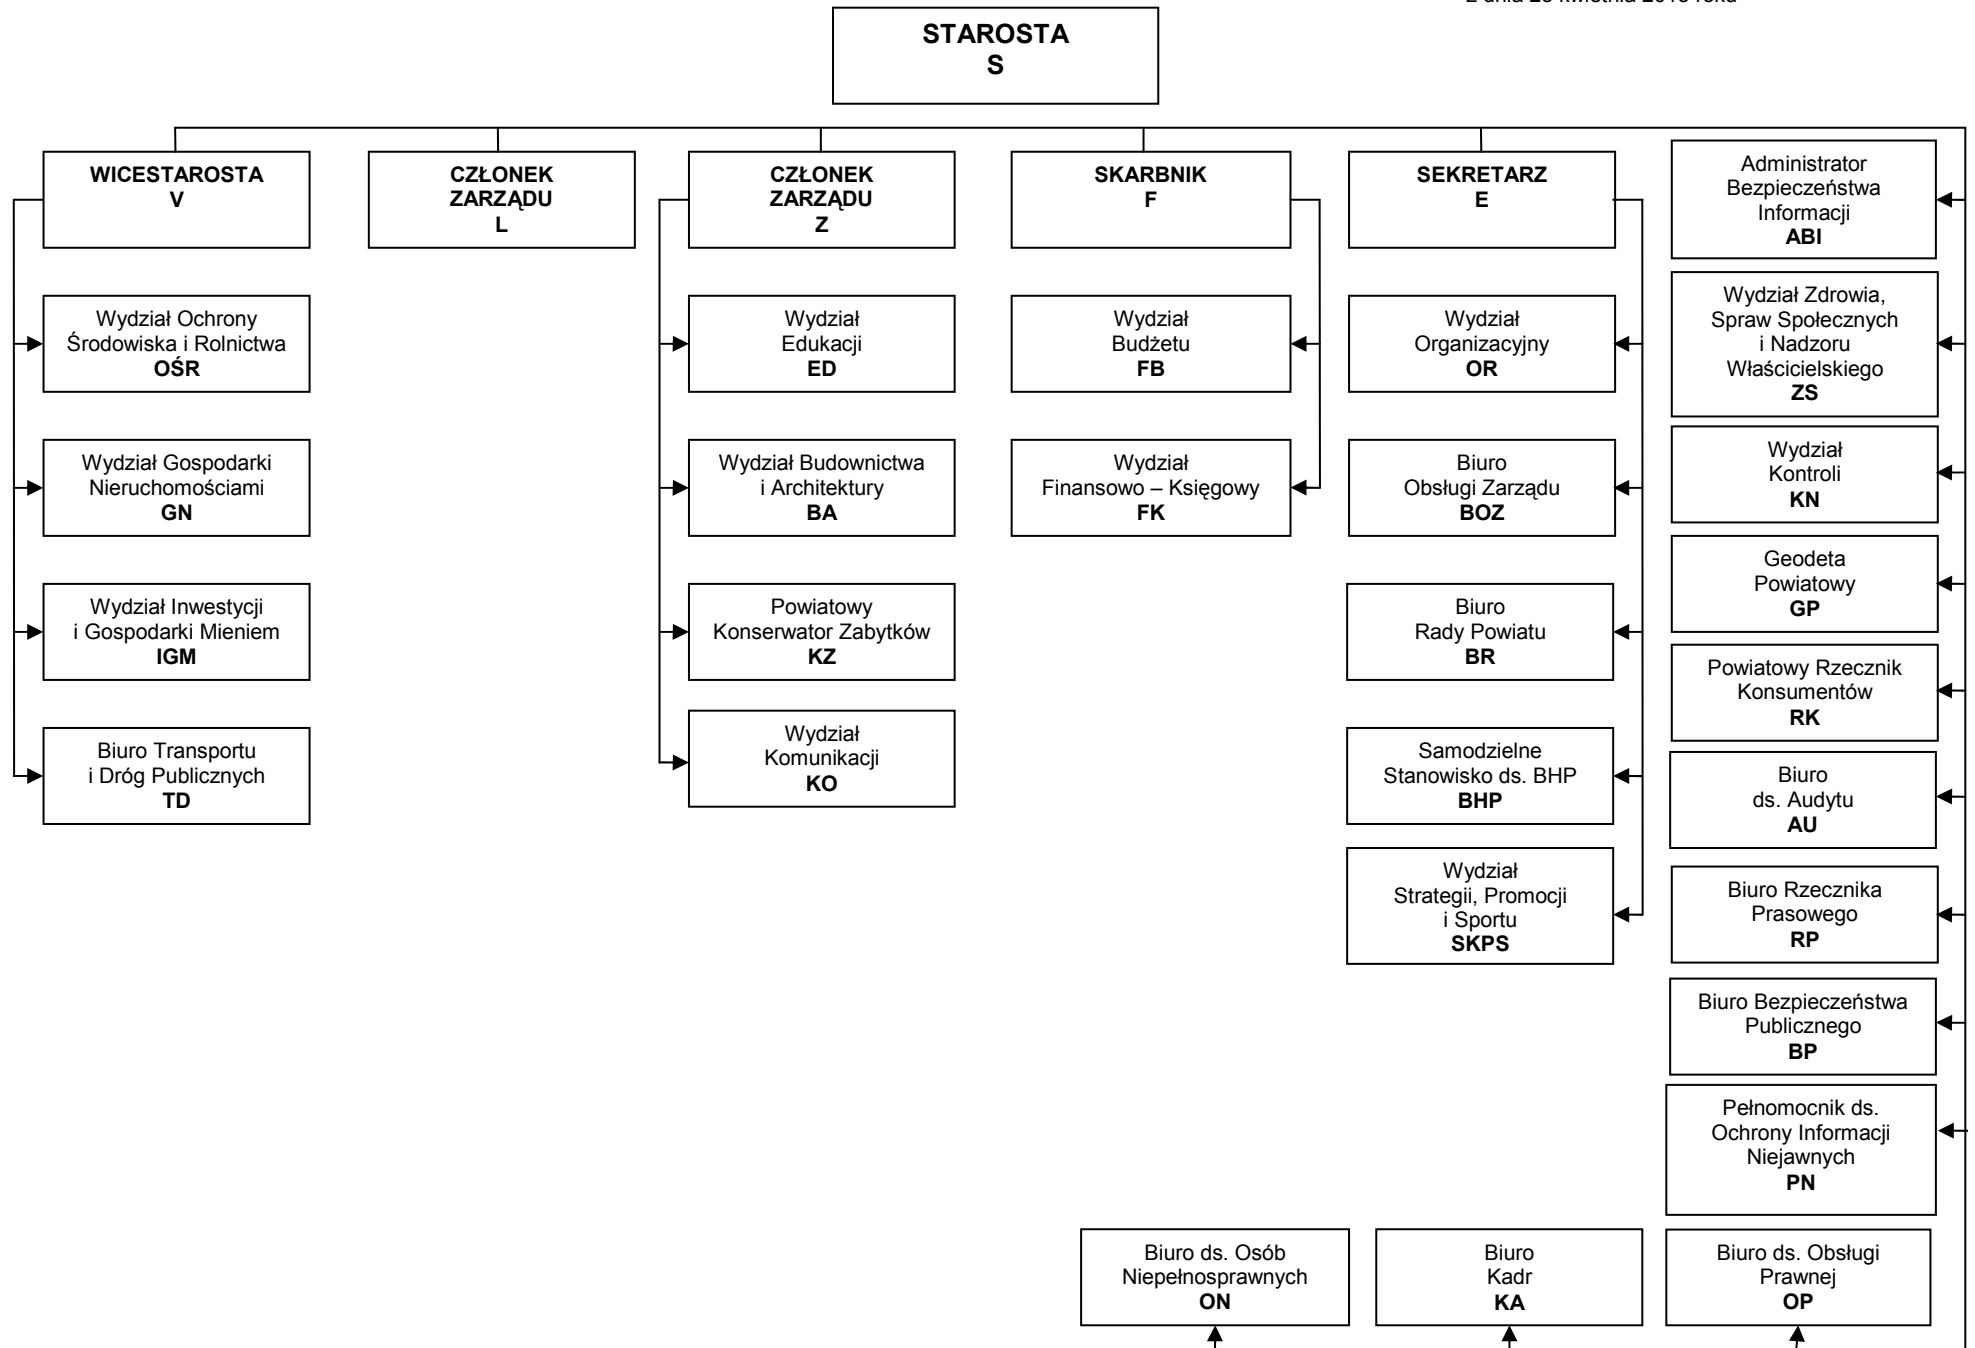 STAROSTA
S
WICESTAROSTA
V
CZŁONEK
ZARZĄDU
L
CZŁONEK
ZARZĄDU
Z
SKARBNIK
F
SEKRETARZ
E
Administrator
Bezpieczeństwa
Informacji
ABI
Wydział Ochrony
Środowiska i Rolnictwa
OŚR
Wydział
Edukacji
ED
Wydział
Budżetu
FB
Wydział
Organizacyjny
OR
Wydział Zdrowia,
Spraw Społecznych
i Nadzoru
Właścicielskiego
ZS
Wydział Gospodarki
Nieruchomościami
GN
Wydział Budownictwa
i Architektury
BA
Wydział
Finansowo – Księgowy
FK
Biuro
Obsługi Zarządu
BOZ
Wydział
Kontroli
KN
Geodeta
Powiatowy
GP
Wydział Inwestycji
i Gospodarki Mieniem
IGM
Powiatowy
Konserwator Zabytków
KZ
Biuro
Rady Powiatu
BR
Powiatowy Rzecznik
Konsumentów
RK
Biuro Transportu
i Dróg Publicznych
TD
Wydział
Komunikacji
KO
Samodzielne
Stanowisko ds. BHP
BHP
Biuro
ds. Audytu
AU
Wydział
Strategii, Promocji
i Sportu
SKPS
Biuro Rzecznika
Prasowego
RP
Biuro Bezpieczeństwa
Publicznego
BP
Pełnomocnik ds.
Ochrony Informacji
Niejawnych
PN
Biuro ds. Osób
Niepełnosprawnych
ON
Biuro
Kadr
KA
Biuro ds. Obsługi
Prawnej
OP